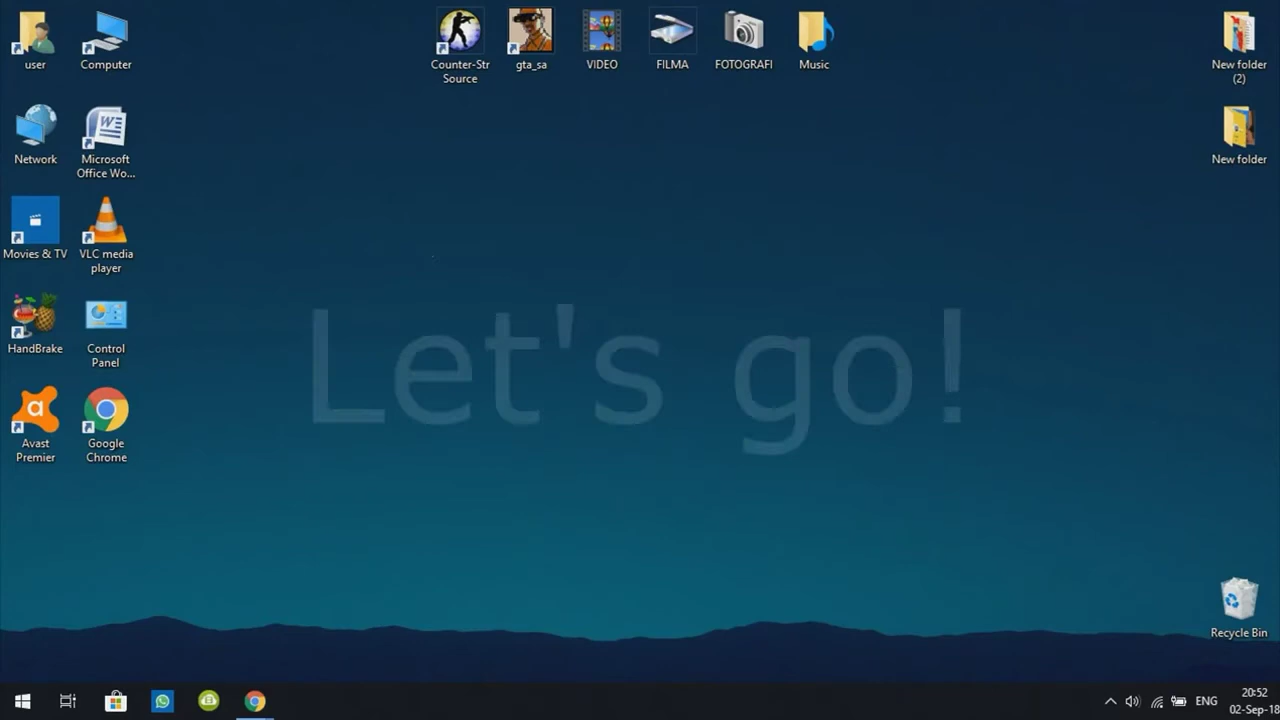 user
Computer
Counter-Str
Source
gta_sa
VIDEO
FILMA
FOTOGRAFI
Music
New folder
(2)
Network
Microsoft
Office Wo...
New folder
Movies & TV
VLC media
player
HandBrake
Control
Panel
Let's go!
Avast
Premier
Google
Chrome
Recycle Bin
ENG
20:52
02-Sep-18